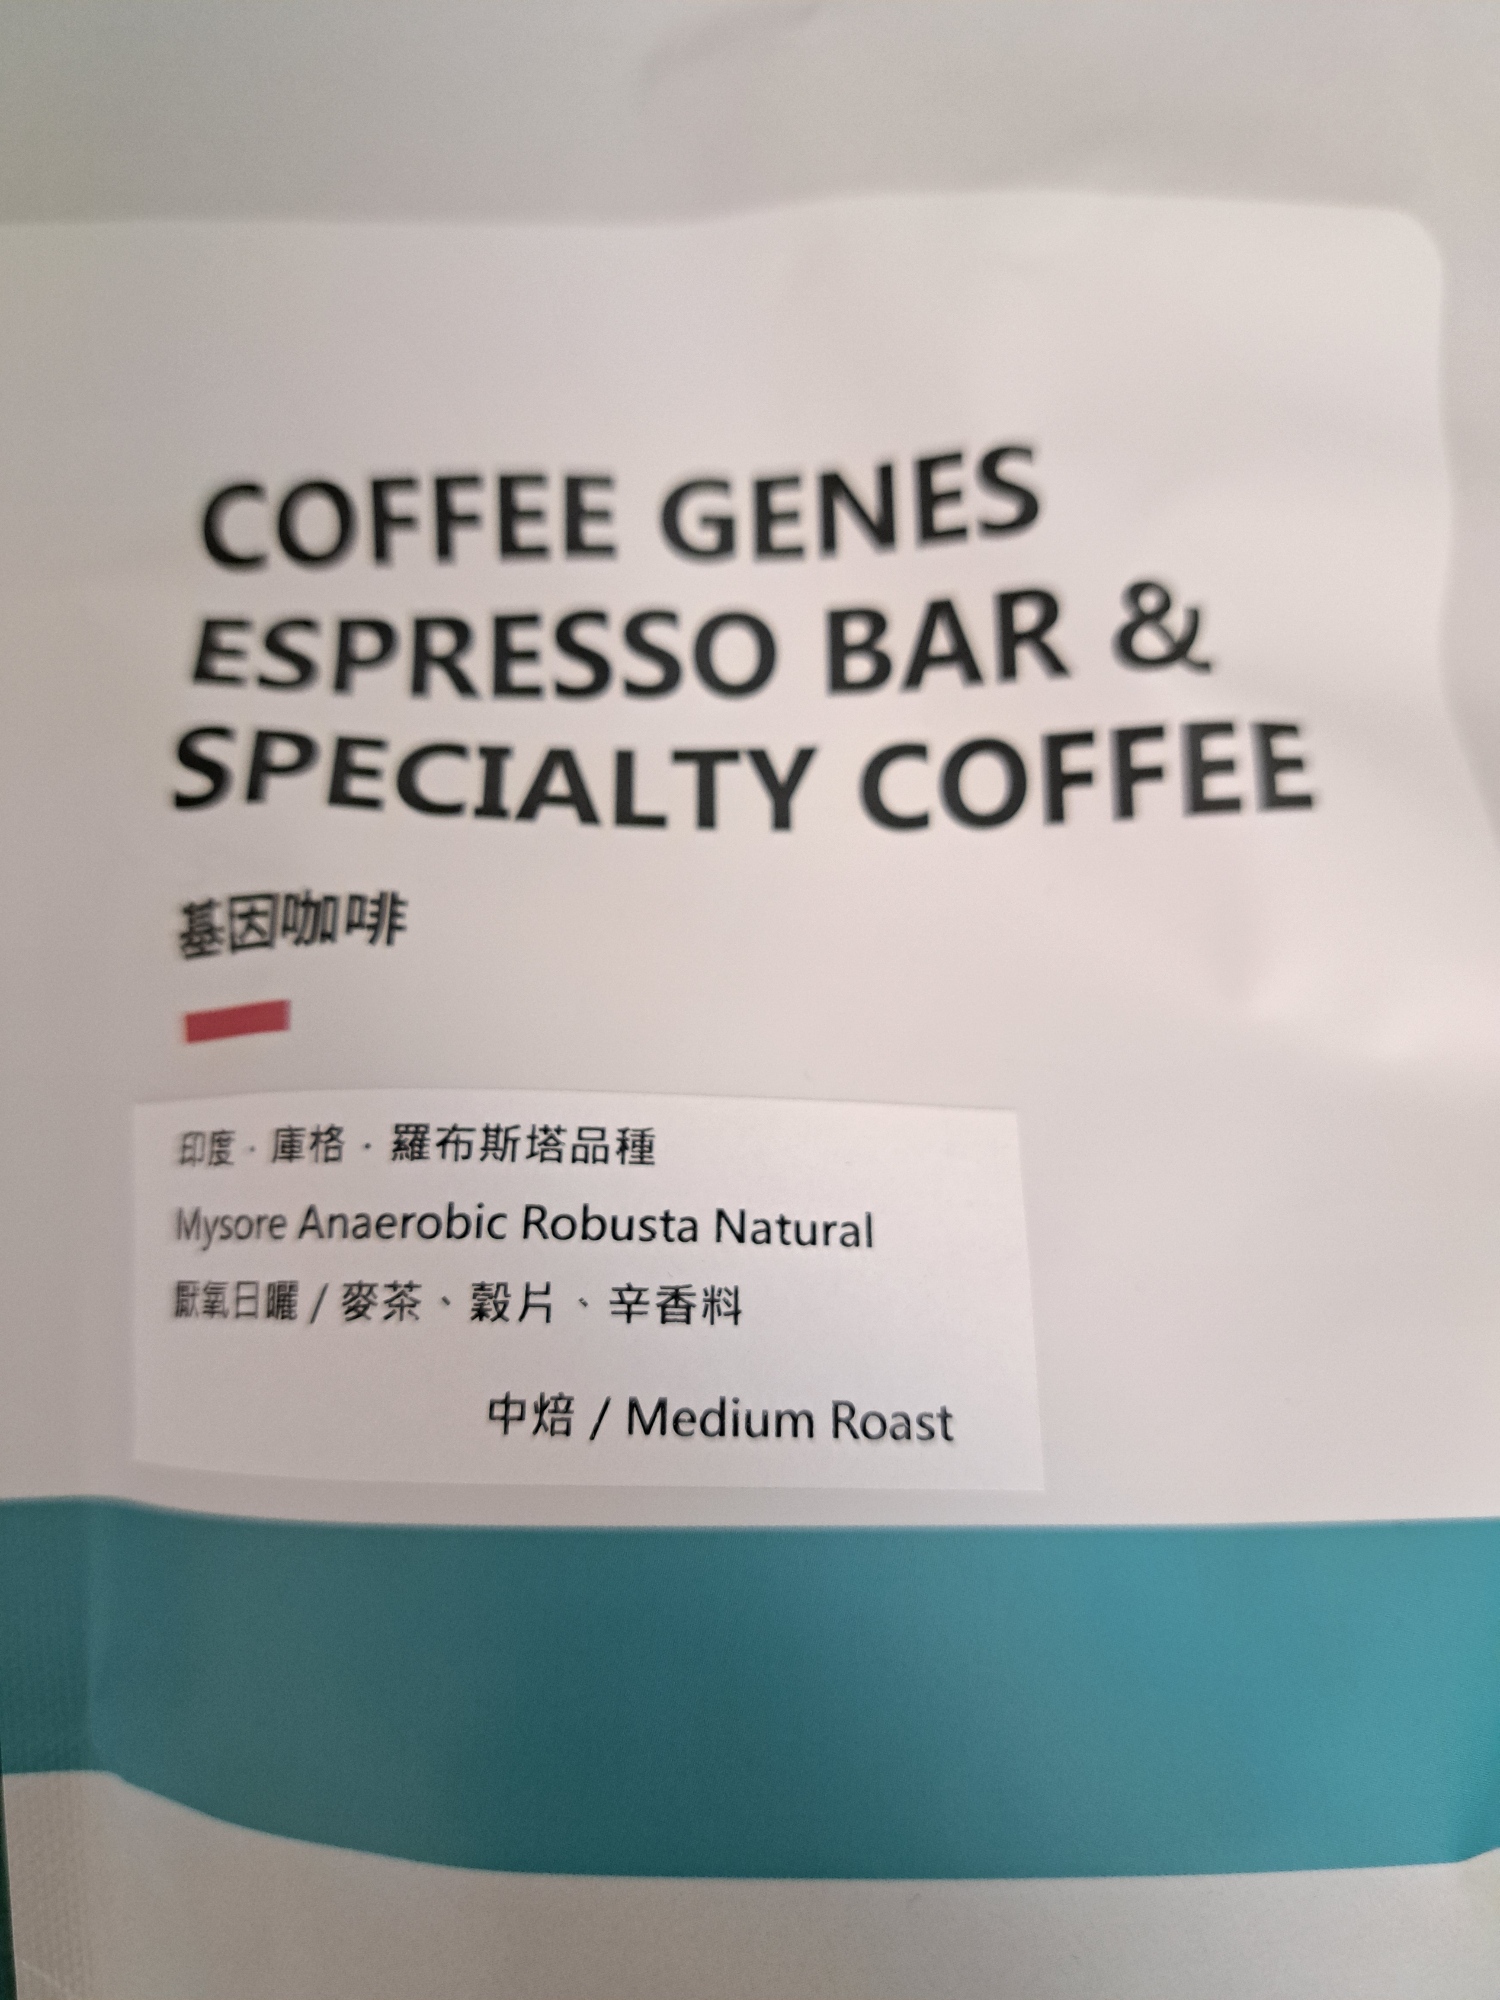 COFFEE GENES
ESPRESSO BAR &
SPECIALTY COFFEE
基因咖啡
印度·庫格·羅布斯塔品種
Mysore Anaerobic Robusta Natural
厭氧日曬 / 麥茶、穀片、辛香料
中焙 / Medium Roast